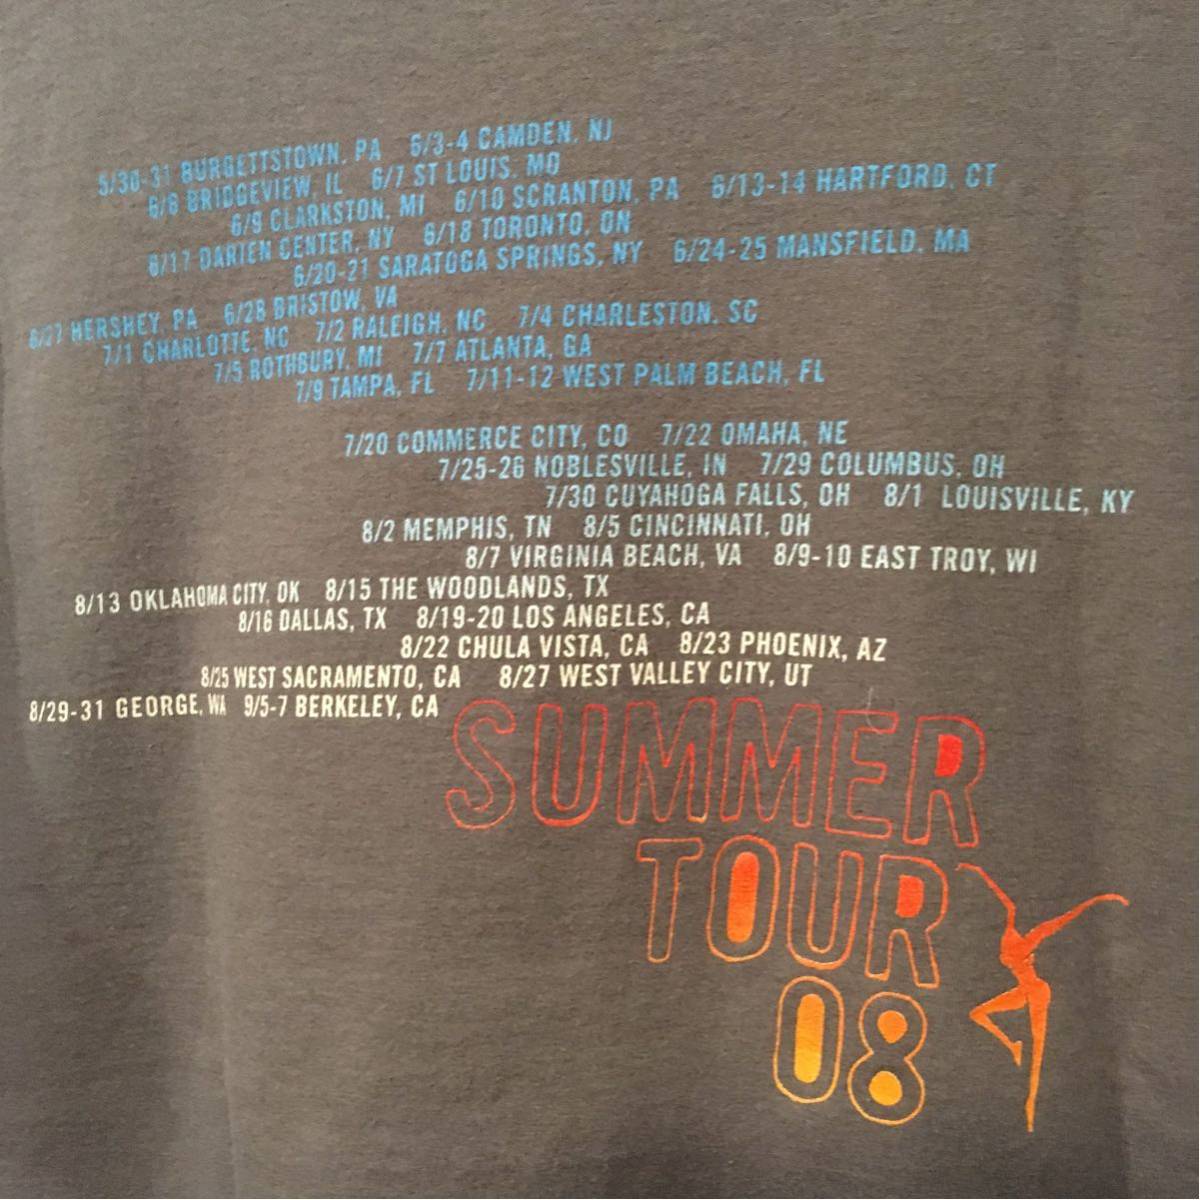 5/30-31 BURGETTSTOWN, PA 6/3-4 CAMDEN, NJ
6/6 BRIDGEVIEW, IL 6/7 ST LOUIS, MO
6/9 CLARKSTON, MI 6/10 SCRANTON, PA 6/13-14 HARTFORD, CT
6/17 DARIEN CENTER, NY 6/18 TORONTO, ON
6/20-21 SARATOGA SPRINGS, NY 6/24-25 MANSFIELD, MA
6/27 HERSHEY, PA 6/28 BRISTOW, VA
7/1 CHARLOTTE, NC 7/2 RALEIGH, NC 7/4 CHARLESTON, SC
7/5 ROTHBURY, MI 7/7 ATLANTA, GA
7/9 TAMPA, FL 7/11-12 WEST PALM BEACH, FL
7/20 COMMERCE CITY, CO 7/22 OMAHA, NE
7/25-26 NOBLESVILLE, IN 7/29 COLUMBUS, OH
7/30 CUYAHOGA FALLS, OH 8/1 LOUISVILLE, KY
8/2 MEMPHIS, TN 8/5 CINCINNATI, OH
8/7 VIRGINIA BEACH, VA 8/9-10 EAST TROY, WI
8/13 OKLAHOMA CITY, OK 8/15 THE WOODLANDS, TX
8/16 DALLAS, TX 8/19-20 LOS ANGELES, CA
8/22 CHULA VISTA, CA 8/23 PHOENIX, AZ
8/25 WEST SACRAMENTO, CA 8/27 WEST VALLEY CITY, UT
8/29-31 GEORGE, WA 9/5-7 BERKELEY, CA
SUMMER
TOUR
08